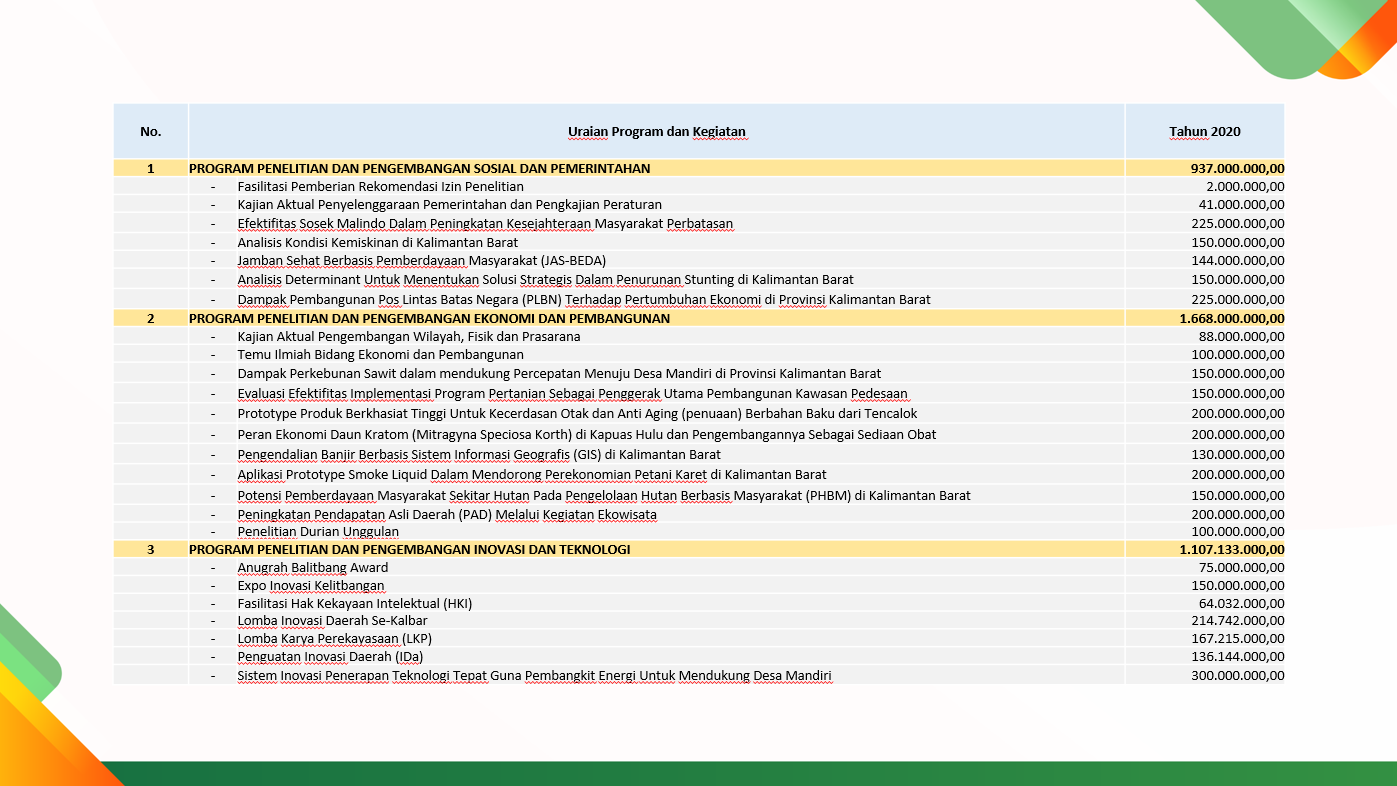 No. Uraian Program dan Kegiatan Tahun 2020
1 PROGRAM PENELITIAN DAN PENGEMBANGAN SOSIAL DAN PEMERINTAHAN 937.000.000,00
- Fasilitasi Pemberian Rekomendasi Izin Penelitian 2.000.000,00
- Kajian Aktual Penyelenggaraan Pemerintahan dan Pengkajian Peraturan 41.000.000,00
- Efektifitas Sosek Malindo Dalam Peningkatan Kesejahteraan Masyarakat Perbatasan 225.000.000,00
- Analisis Kondisi Kemiskinan di Kalimantan Barat 150.000.000,00
- Jamban Sehat Berbasis Pemberdayaan Masyarakat (JAS-BEDA) 144.000.000,00
- Analisis Determinant Untuk Menentukan Solusi Strategis Dalam Penurunan Stunting di Kalimantan Barat 150.000.000,00
- Dampak Pembangunan Pos Lintas Batas Negara (PLBN) Terhadap Pertumbuhan Ekonomi di Provinsi Kalimantan Barat 225.000.000,00
2 PROGRAM PENELITIAN DAN PENGEMBANGAN EKONOMI DAN PEMBANGUNAN 1.668.000.000,00
- Kajian Aktual Pengembangan Wilayah, Fisik dan Prasarana 88.000.000,00
- Temu Ilmiah Bidang Ekonomi dan Pembangunan 100.000.000,00
- Dampak Perkebunan Sawit dalam mendukung Percepatan Menuju Desa Mandiri di Provinsi Kalimantan Barat 150.000.000,00
- Evaluasi Efektifitas Implementasi Program Pertanian Sebagai Penggerak Utama Pembangunan Kawasan Pedesaan 150.000.000,00
- Prototype Produk Berkhasiat Tinggi Untuk Kecerdasan Otak dan Anti Aging (penuaan) Berbahan Baku dari Tencalok 200.000.000,00
- Peran Ekonomi Daun Kratom (Mitragyna Speciosa Korth) di Kapuas Hulu dan Pengembangannya Sebagai Sediaan Obat 200.000.000,00
- Pengendalian Banjir Berbasis Sistem Informasi Geografis (GIS) di Kalimantan Barat 130.000.000,00
- Aplikasi Prototype Smoke Liquid Dalam Mendorong Perekonomian Petani Karet di Kalimantan Barat 200.000.000,00
- Potensi Pemberdayaan Masyarakat Sekitar Hutan Pada Pengelolaan Hutan Berbasis Masyarakat (PHBM) di Kalimantan Barat 150.000.000,00
- Peningkatan Pendapatan Asli Daerah (PAD) Melalui Kegiatan Ekowisata 200.000.000,00
- Penelitian Durian Unggulan 100.000.000,00
3 PROGRAM PENELITIAN DAN PENGEMBANGAN INOVASI DAN TEKNOLOGI 1.107.133.000,00
- Anugrah Balitbang Award 75.000.000,00
- Expo Inovasi Kelitbangan 150.000.000,00
- Fasilitasi Hak Kekayaan Intelektual (HKI) 64.032.000,00
- Lomba Inovasi Daerah Se-Kalbar 214.742.000,00
- Lomba Karya Perekayasaan (LKP) 167.215.000,00
- Penguatan Inovasi Daerah (IDa) 136.144.000,00
- Sistem Inovasi Penerapan Teknologi Tepat Guna Pembangkit Energi Untuk Mendukung Desa Mandiri 300.000.000,00